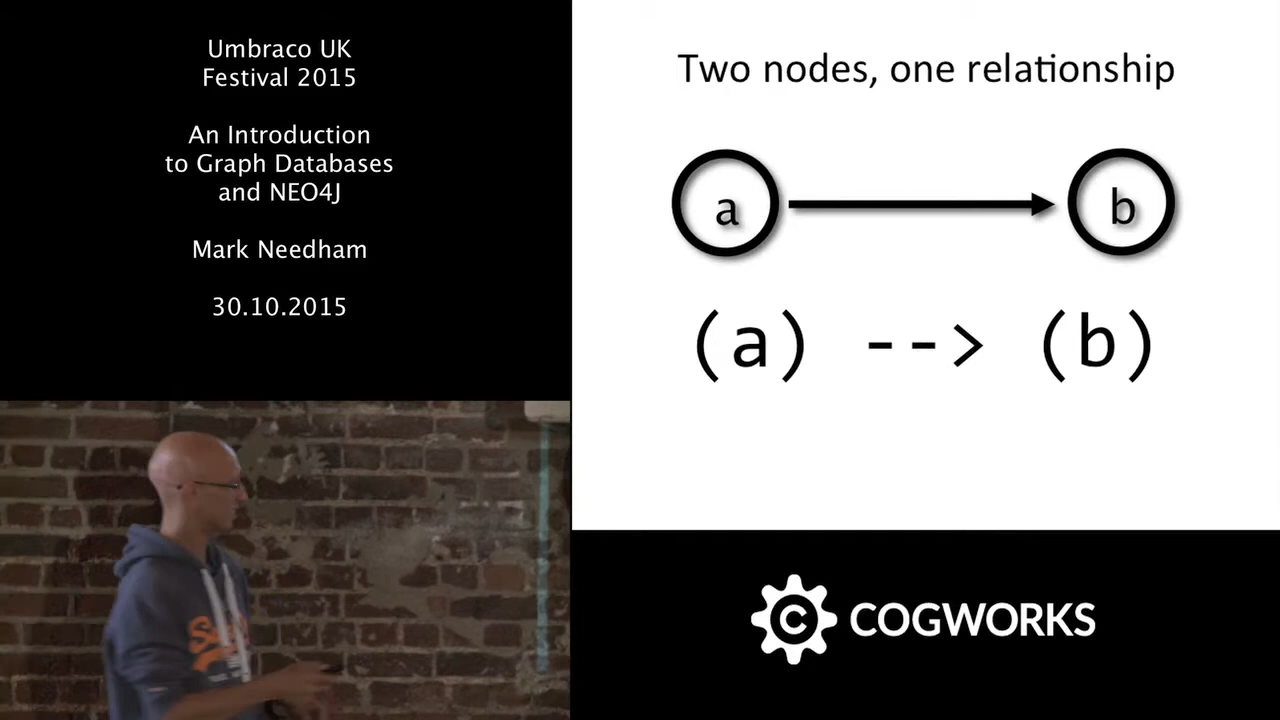 Umbraco UK
Festival 2015
An Introduction
to Graph Databases
and NEO4J
Mark Needham
30.10.2015
Two nodes, one relationship
a
b
(a) --> (b)
C COGWORKS